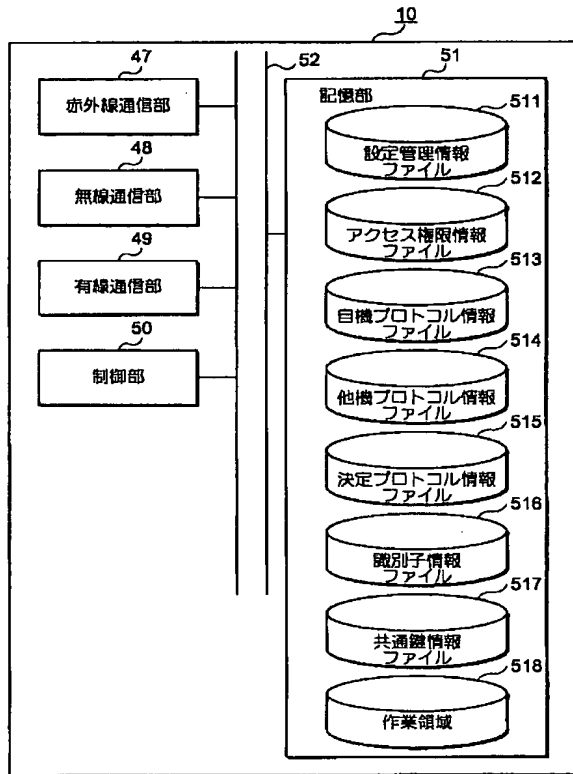 10
47
赤外線通信部
48
無線通信部
49
有線通信部
50
制御部
52
51
記憶部
511
設定管理情報
ファイル
512
アクセス権限情報
ファイル
513
自機プロトコル情報
ファイル
514
他機プロトコル情報
ファイル
515
決定プロトコル情報
ファイル
516
識別子情報
ファイル
517
共通鍵情報
ファイル
518
作業領域